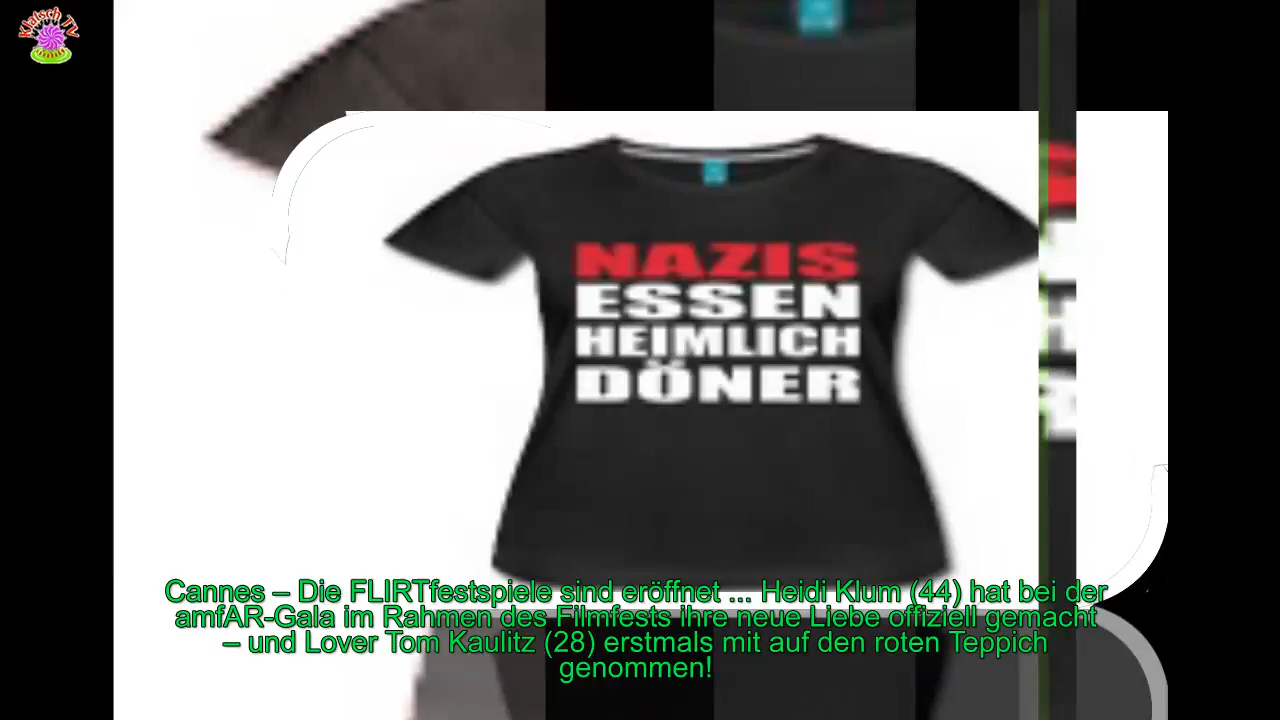 Klatsch TV
NAZIS
ESSEN
HEIMLICH
DÖNER
Cannes – Die FLIRTfestspiele sind eröffnet ... Heidi Klum (44) hat bei der
amfAR-Gala im Rahmen des Filmfests ihre neue Liebe offiziell gemacht
– und Lover Tom Kaulitz (28) erstmals mit auf den roten Teppich
genommen!